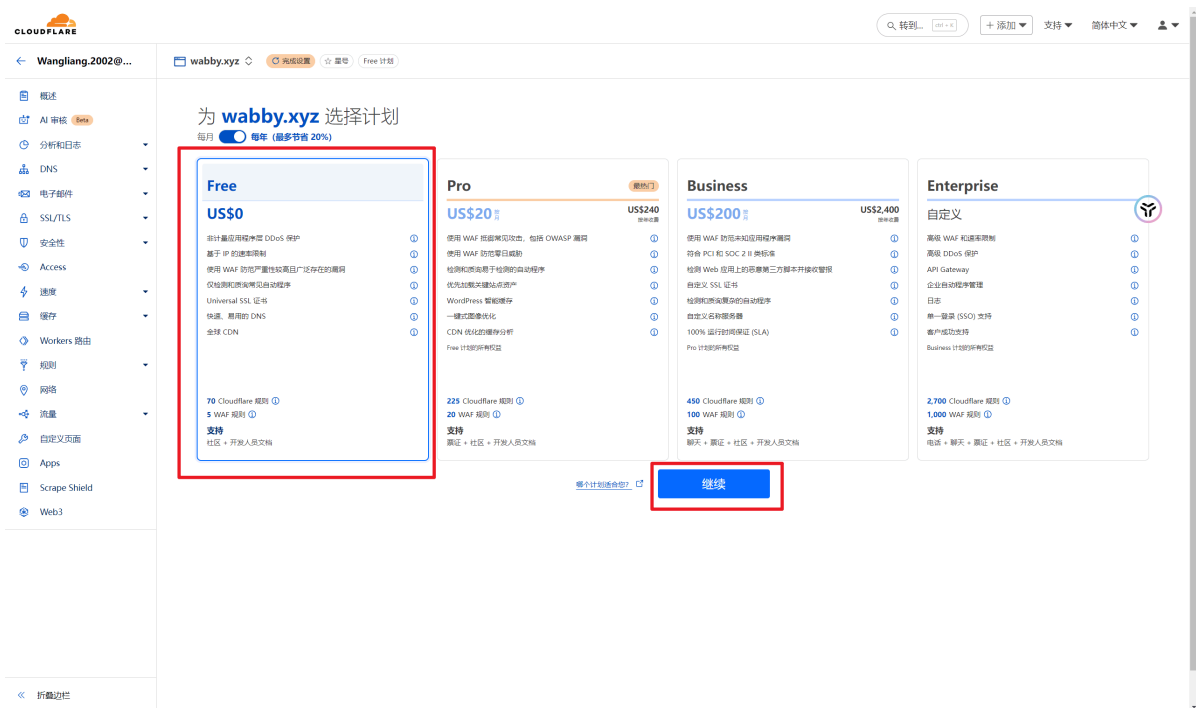 CLOUDFLARE
转到... ctrl + K
+ 添加
支持
简体中文
Wangliang.2002@...
wabby.xyz
完成设置
星号
Free 计划
概述
AI 审核 Beta
分析和日志
DNS
电子邮件
SSL/TLS
安全性
Access
速度
缓存
Workers 路由
规则
网络
流量
自定义页面
Apps
Scrape Shield
Web3
折叠边栏
为 wabby.xyz 选择计划
每月 每年 (最多节省 20%)
Free
US$0
非计量应用程序层 DDoS 保护
基于 IP 的速率限制
使用 WAF 防范严重性较高且广泛存在的漏洞
仅检测和质询常见自动程序
Universal SSL 证书
快速、易用的 DNS
全球 CDN
70 Cloudflare 规则
5 WAF 规则
支持
社区 + 开发人员文档
Pro 最热门
US$20 每月 US$240
按年收费
使用 WAF 抵御常见攻击，包括 OWASP 漏洞
使用 WAF 防范零日威胁
检测和质询易于检测的自动程序
优先加载关键站点资产
WordPress 智能缓存
一键式图像优化
CDN 优化的缓存分析
Free 计划的所有权益
225 Cloudflare 规则
20 WAF 规则
支持
票证 + 社区 + 开发人员文档
Business
US$200 每月 US$2,400
按年收费
使用 WAF 防范未知应用程序漏洞
符合 PCI 和 SOC 2 II 类标准
检测 Web 应用上的恶意第三方脚本并接收警报
自定义 SSL 证书
检测和质询复杂的自动程序
自定义名称服务器
100% 运行时间保证 (SLA)
Pro 计划的所有权益
450 Cloudflare 规则
100 WAF 规则
支持
聊天 + 票证 + 社区 + 开发人员文档
Enterprise
自定义
高级 WAF 和速率限制
高级 DDoS 保护
API Gateway
企业自动程序管理
日志
单一登录 (SSO) 支持
客户成功支持
Business 计划的所有权益
2,700 Cloudflare 规则
1,000 WAF 规则
支持
电话 + 聊天 + 票证 + 社区 + 开发人员文档
哪个计划适合您?
继续